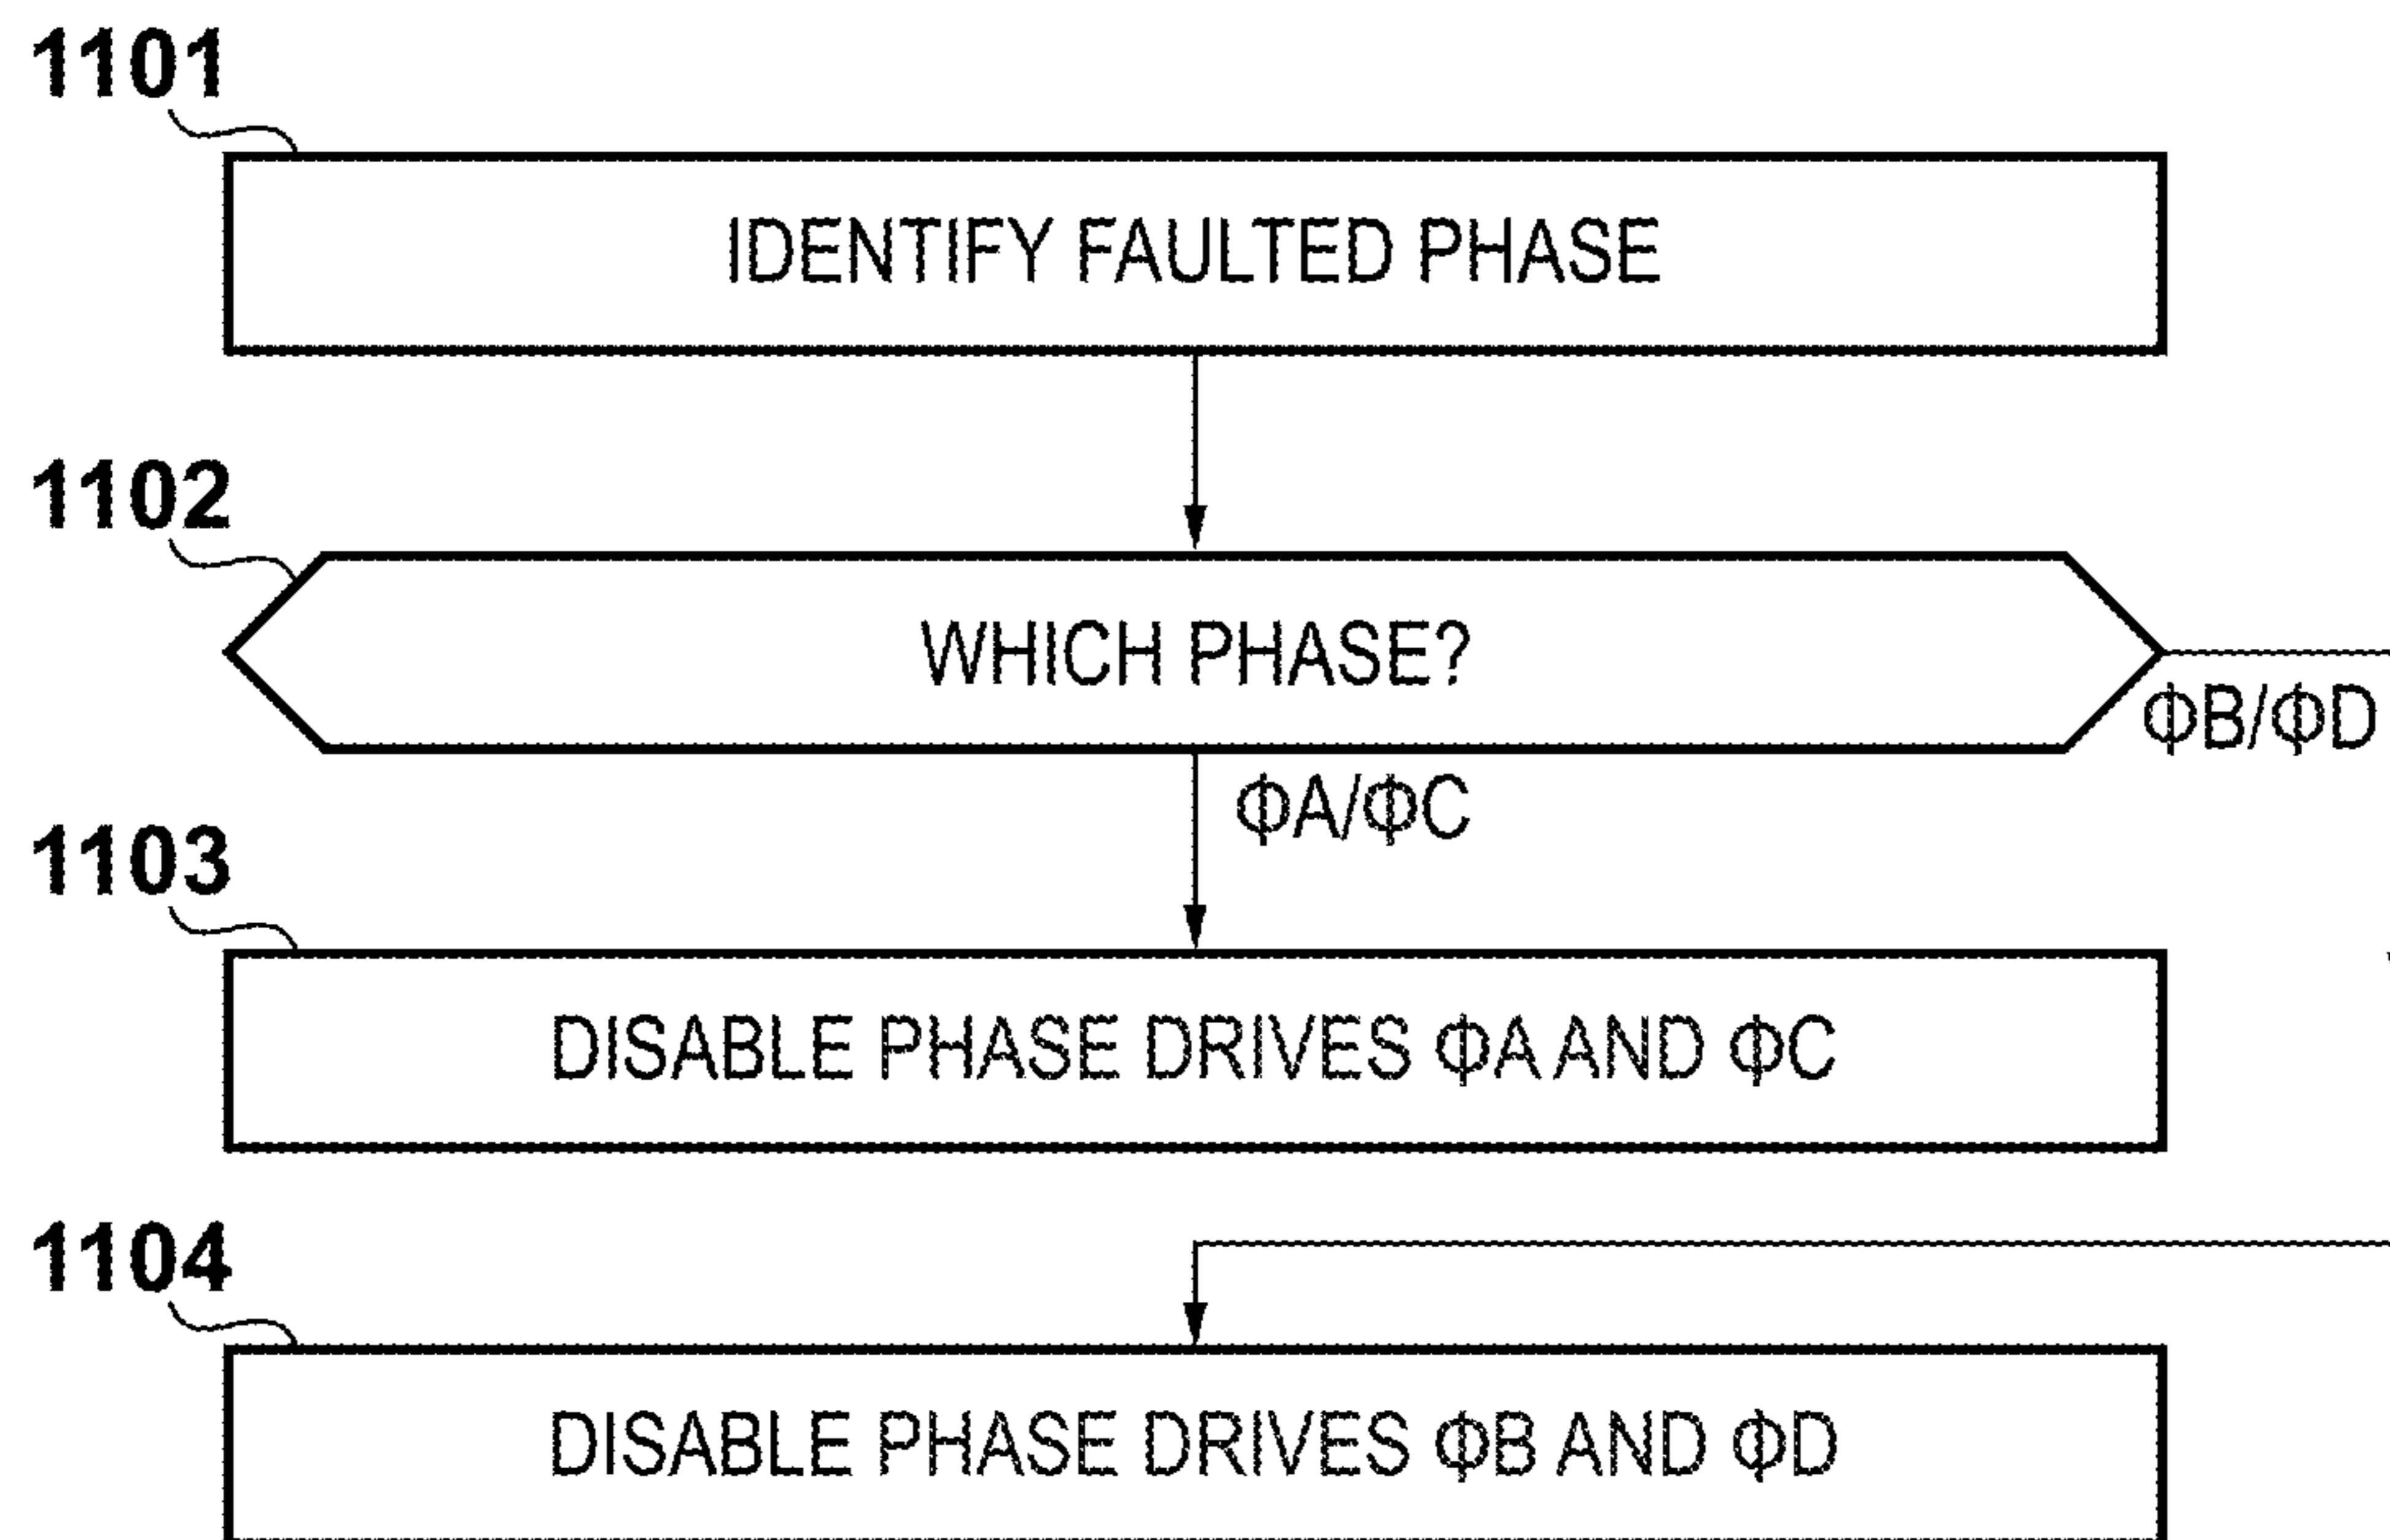 1101
IDENTIFY FAULTED PHASE
1102
WHICH PHASE?
ΦB/ΦD
ΦA/ΦC
1103
DISABLE PHASE DRIVES ΦA AND ΦC
1104
DISABLE PHASE DRIVES ΦB AND ΦD